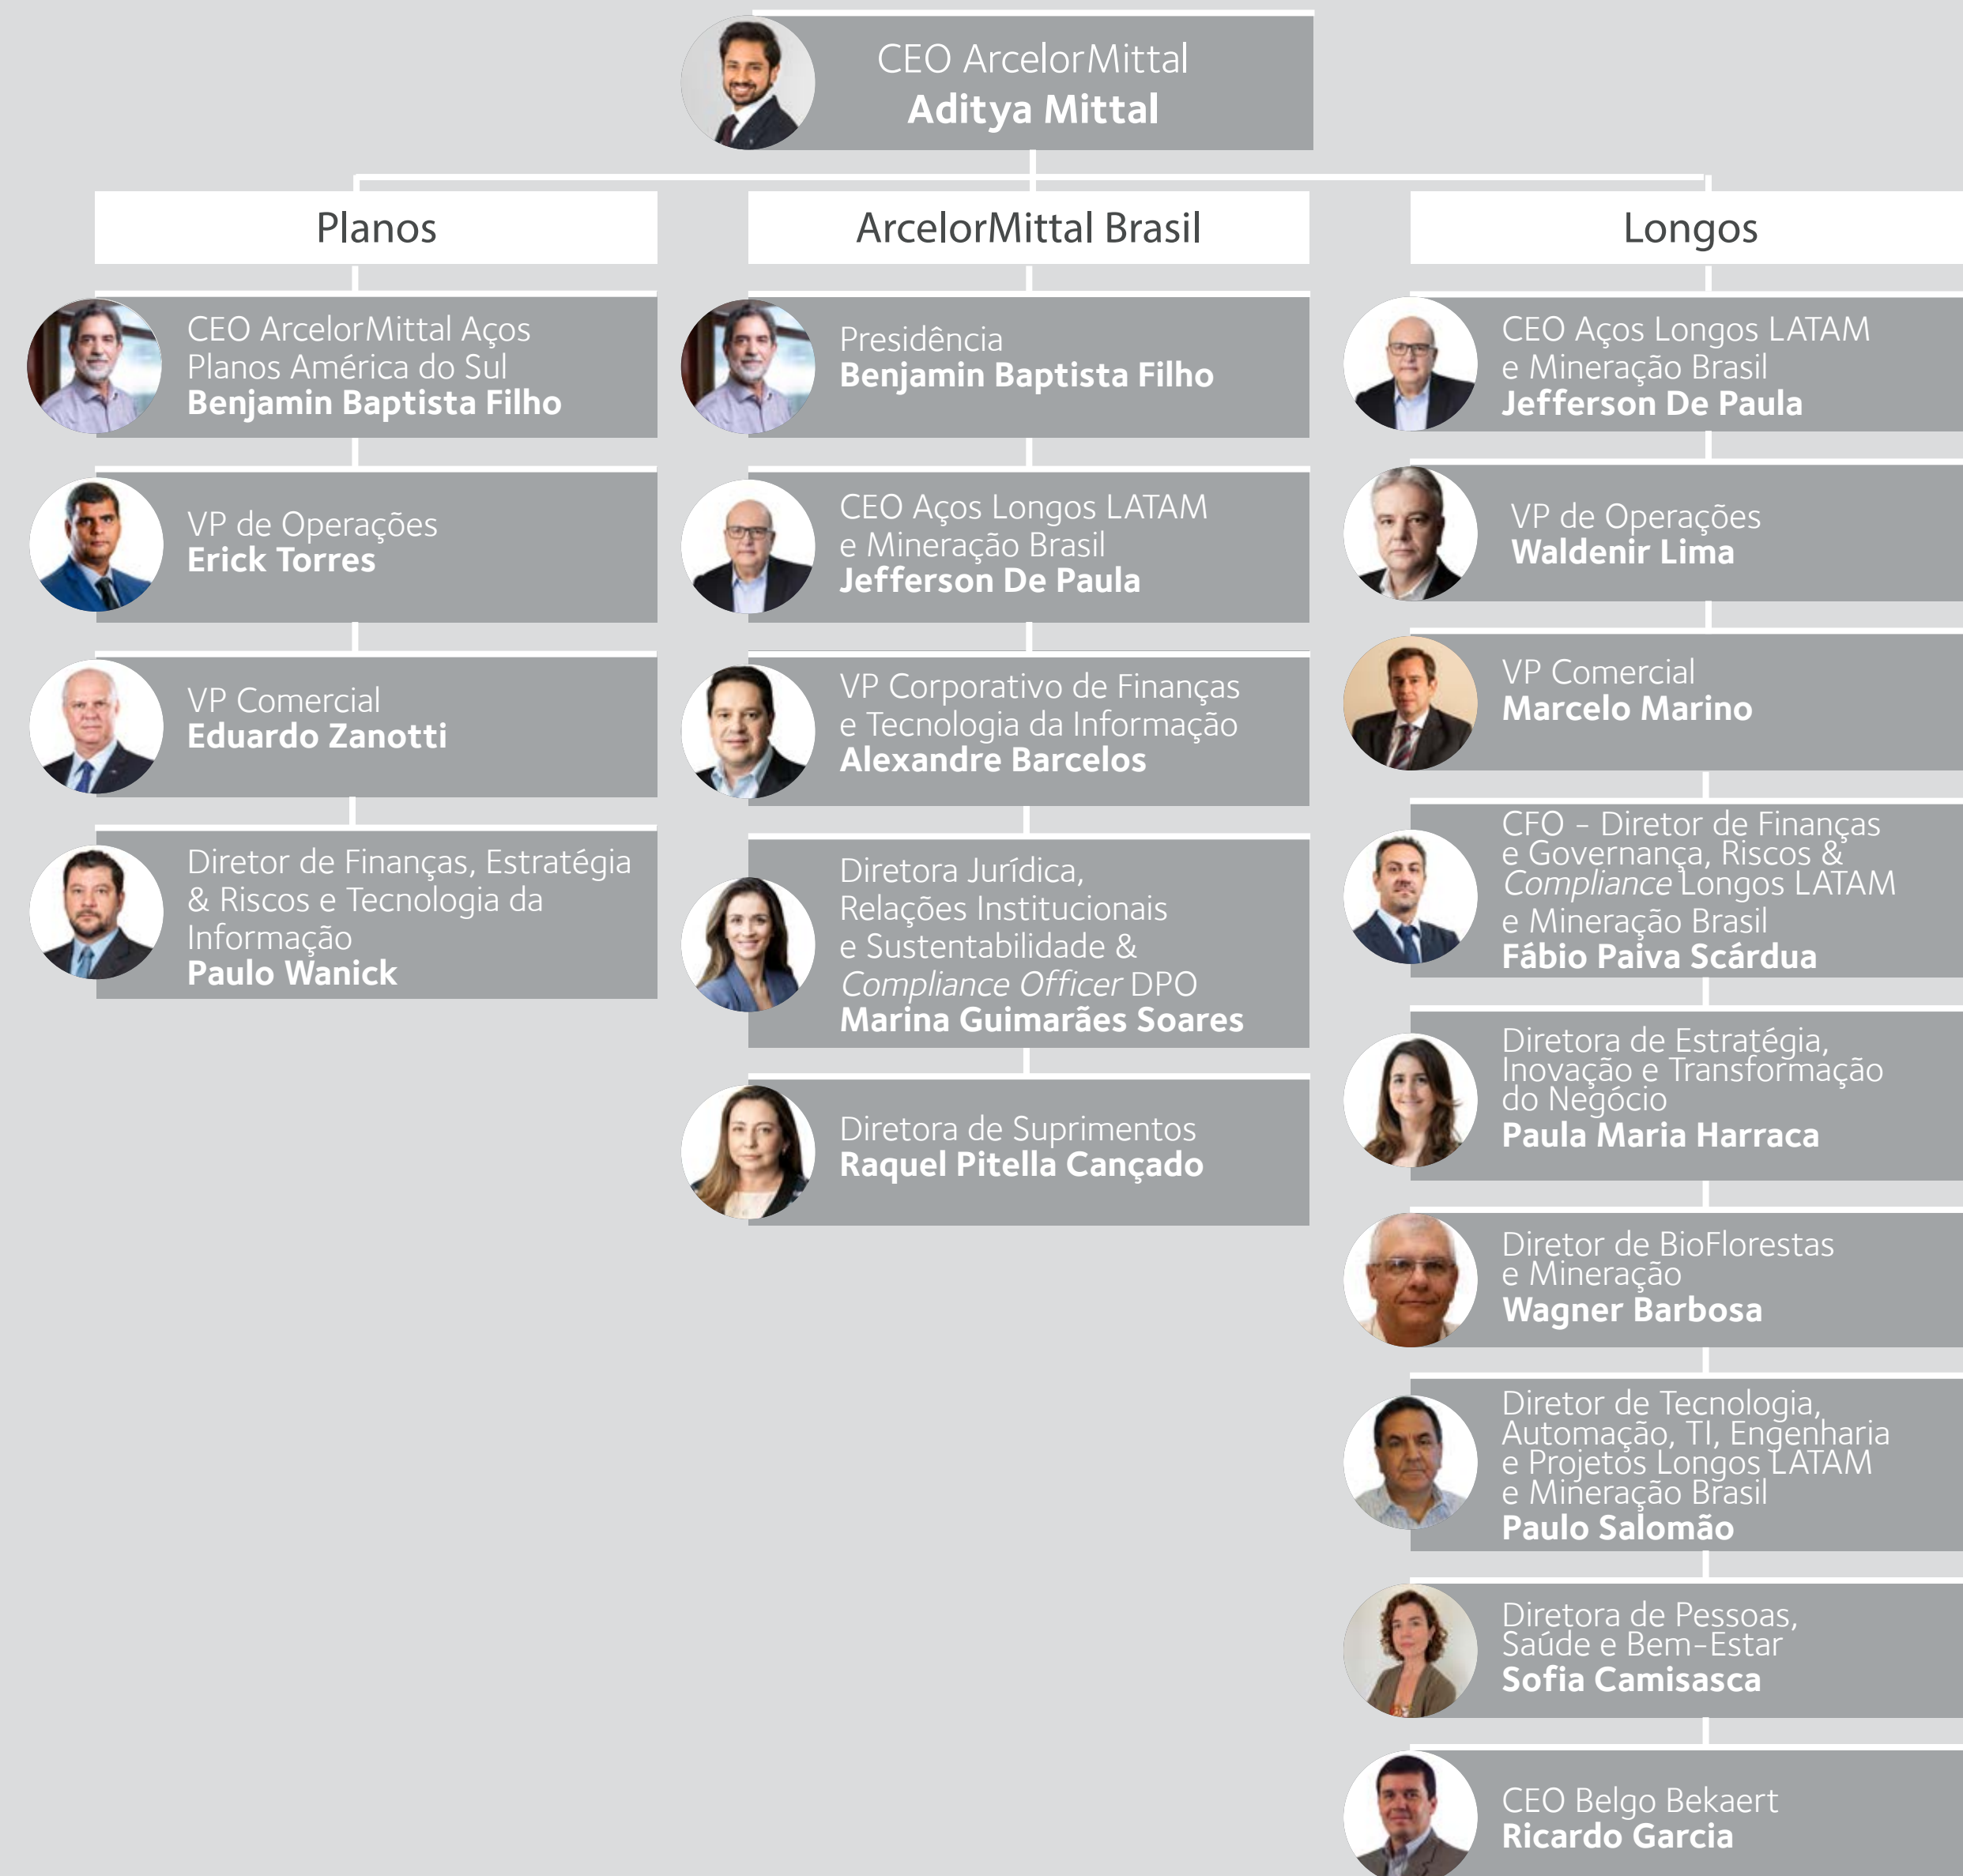 CEO ArcelorMittal
Aditya Mittal
Planos
CEO ArcelorMittal Aços
Planos América do Sul
Benjamin Baptista Filho
VP de Operações
Erick Torres
VP Comercial
Eduardo Zanotti
Diretor de Finanças, Estratégia
& Riscos e Tecnologia da
Informação
Paulo Wanick
ArcelorMittal Brasil
Presidência
Benjamin Baptista Filho
CEO Aços Longos LATAM
e Mineração Brasil
Jefferson De Paula
VP Corporativo de Finanças
e Tecnologia da Informação
Alexandre Barcelos
Diretora Jurídica,
Relações Institucionais
e Sustentabilidade &
Compliance Officer DPO
Marina Guimarães Soares
Diretora de Suprimentos
Raquel Pitella Cançado
Longos
CEO Aços Longos LATAM
e Mineração Brasil
Jefferson De Paula
VP de Operações
Waldenir Lima
VP Comercial
Marcelo Marino
CFO - Diretor de Finanças
e Governança, Riscos &
Compliance Longos LATAM
e Mineração Brasil
Fábio Paiva Scárdua
Diretora de Estratégia,
Inovação e Transformação
do Negócio
Paula Maria Harraca
Diretor de BioFlorestas
e Mineração
Wagner Barbosa
Diretor de Tecnologia,
Automação, TI, Engenharia
e Projetos Longos LATAM
e Mineração Brasil
Paulo Salomão
Diretora de Pessoas,
Saúde e Bem-Estar
Sofia Camisasca
CEO Belgo Bekaert
Ricardo Garcia